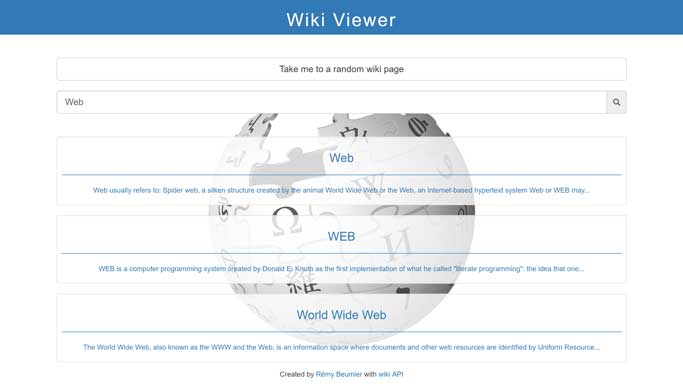 Wiki Viewer
Take me to a random wiki page
Web
Web
Web usually refers to: Spider web, a silken structure created by the animal World Wide Web or the Web, an Internet-based hypertext system Web or WEB may...
W
Ω
WEB
И
WEB is a computer programming system created by Donald E. Knuth as the first implementation of what he called "literate programming": the idea that one...
維
World Wide Web
The World Wide Web, also known as the WWW and the Web, is an information space where documents and other web resources are identified by Uniform Resource...
Created by Rémy Beumier with wiki API